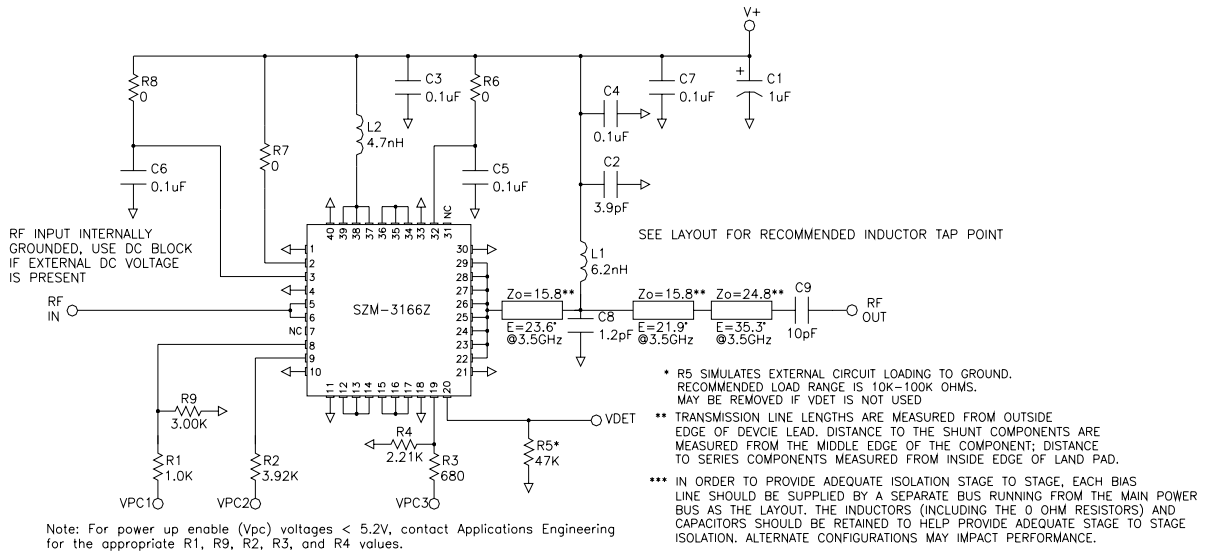 V+
R8
0
C3
0.1uF
R6
0
C7
0.1uF
+
C1
1uF
L2
4.7nH
C4
0.1uF
R7
0
C6
0.1uF
C5
0.1uF
C2
3.9pF
40
39
38
37
36
35
34
33
32
31
NC
RF INPUT INTERNALLY
GROUNDED, USE DC BLOCK
IF EXTERNAL DC VOLTAGE
IS PRESENT
SEE LAYOUT FOR RECOMMENDED INDUCTOR TAP POINT
1
2
3
4
5
6
NC
7
8
9
10
30
29
28
27
26
25
24
23
22
21
L1
6.2nH
RF
IN
SZM-3166Z
Zo=15.8**
E=23.6°
@3.5GHz
C8
1.2pF
Zo=15.8**
E=21.9°
@3.5GHz
Zo=24.8**
E=35.3°
@3.5GHz
C9
10pF
RF
OUT
11
12
13
14
15
16
17
18
19
20
R9
3.00K
R4
2.21K
VDET
R5*
47K
R1
1.0K
R2
3.92K
R3
680
VPC1
VPC2
VPC3
* R5 SIMULATES EXTERNAL CIRCUIT LOADING TO GROUND.
RECOMMENDED LOAD RANGE IS 10K-100K OHMS.
MAY BE REMOVED IF VDET IS NOT USED
** TRANSMISSION LINE LENGTHS ARE MEASURED FROM OUTSIDE
EDGE OF DEVCIE LEAD. DISTANCE TO THE SHUNT COMPONENTS ARE
MEASURED FROM THE MIDDLE EDGE OF THE COMPONENT; DISTANCE
TO SERIES COMPONENTS MEASURED FROM INSIDE EDGE OF LAND PAD.
*** IN ORDER TO PROVIDE ADEQUATE ISOLATION STAGE TO STAGE, EACH BIAS
LINE SHOULD BE SUPPLIED BY A SEPARATE BUS RUNNING FROM THE MAIN POWER
BUS AS THE LAYOUT. THE INDUCTORS (INCLUDING THE 0 OHM RESISTORS) AND
CAPACITORS SHOULD BE RETAINED TO HELP PROVIDE ADEQUATE STAGE TO STAGE
ISOLATION. ALTERNATE CONFIGURATIONS MAY IMPACT PERFORMANCE.
Note: For power up enable (Vpc) voltages < 5.2V, contact Applications Engineering
for the appropriate R1, R9, R2, R3, and R4 values.